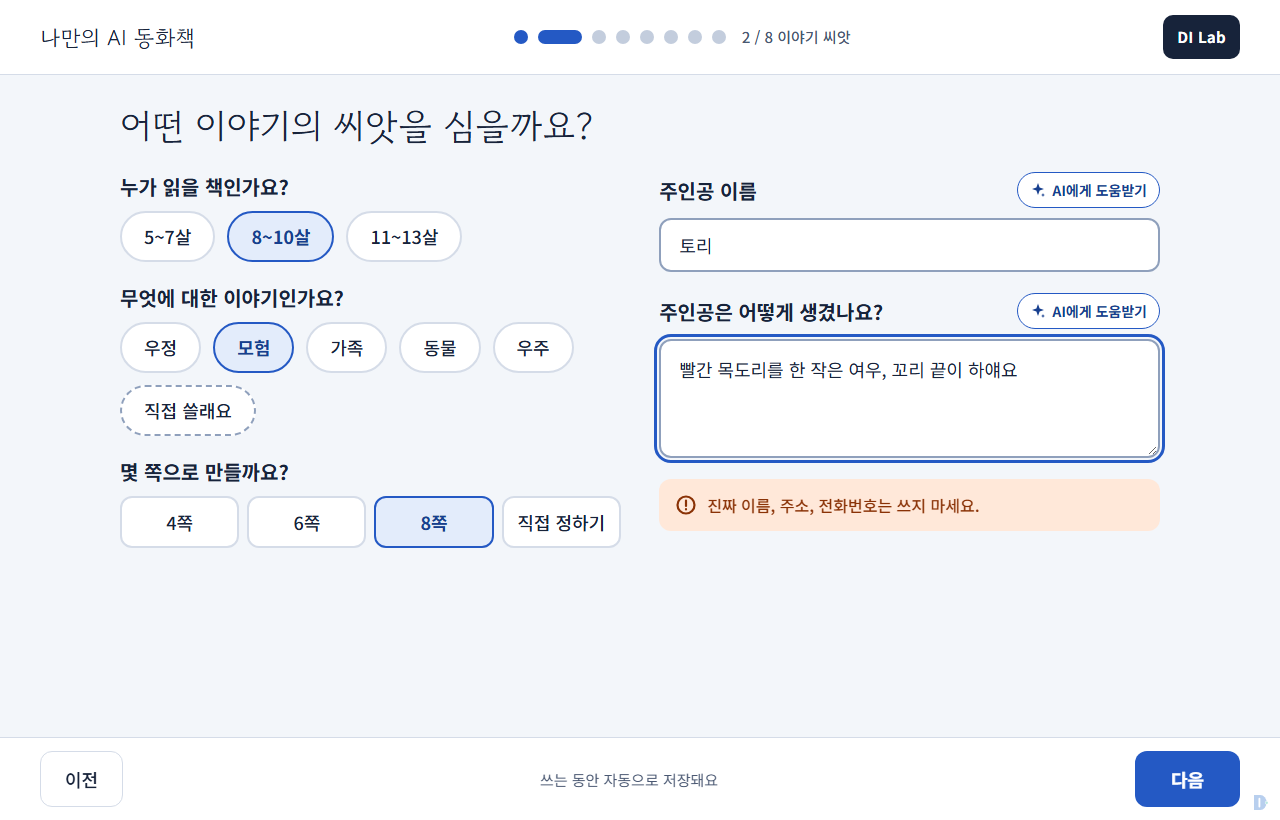 나만의 AI 동화책
2 / 8 이야기 씨앗
DI Lab
어떤 이야기의 씨앗을 심을까요?
누가 읽을 책인가요?
5~7살
8~10살
11~13살
무엇에 대한 이야기인가요?
우정
모험
가족
동물
우주
직접 쓸래요
몇 쪽으로 만들까요?
4쪽
6쪽
8쪽
직접 정하기
주인공 이름
AI에게 도움받기
토리
주인공은 어떻게 생겼나요?
AI에게 도움받기
빨간 목도리를 한 작은 여우, 꼬리 끝이 하얘요
진짜 이름, 주소, 전화번호는 쓰지 마세요.
이전
쓰는 동안 자동으로 저장돼요
다음